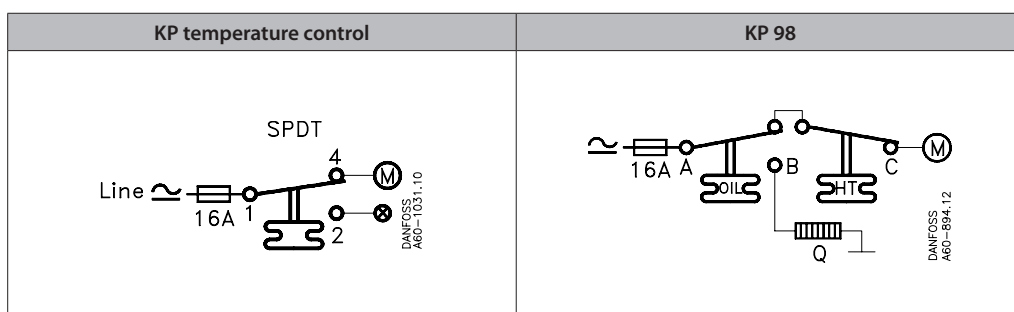 KP temperature control
KP 98
SPDT
4
M
Line
16A
1
2
DANFOSS
A60-1031.10
16A
A
B
C
M
OIL
HT
Q
DANFOSS
A60-894.12